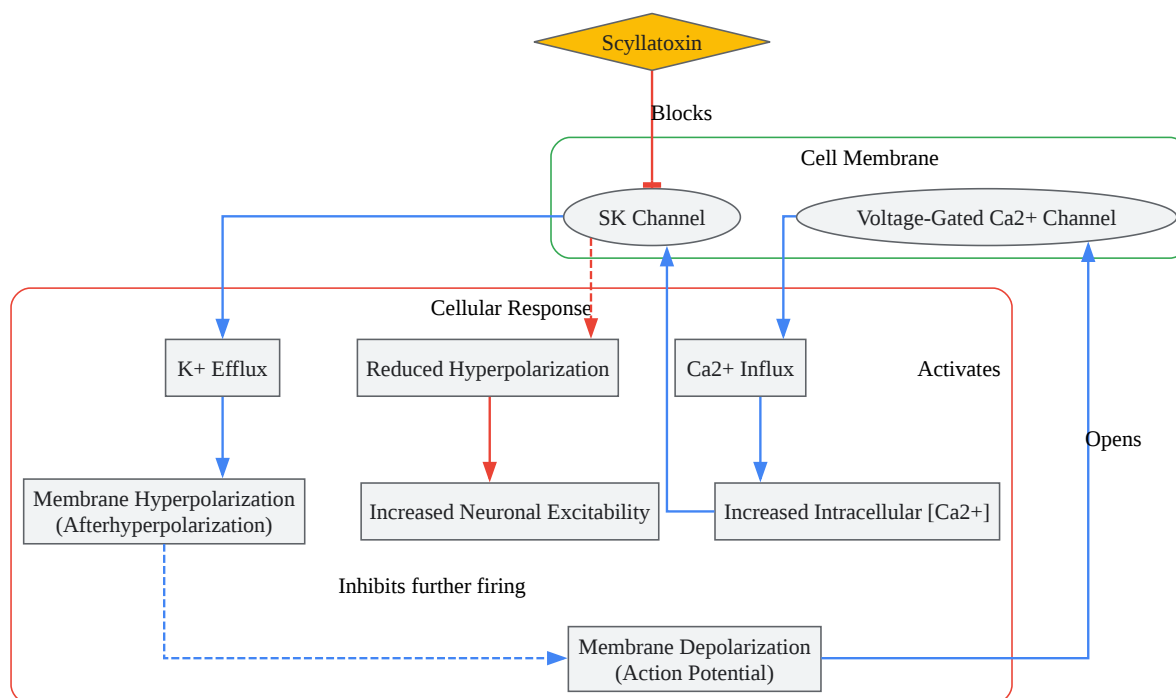 Scyllatoxin
Blocks
Cell Membrane
SK Channel
Voltage-Gated Ca2+ Channel
Cellular Response
K+ Efflux
Reduced Hyperpolarization
Ca2+ Influx
Activates
Opens
Membrane Hyperpolarization
(Afterhyperpolarization)
Increased Neuronal Excitability
Increased Intracellular [Ca2+]
Inhibits further firing
Membrane Depolarization
(Action Potential)